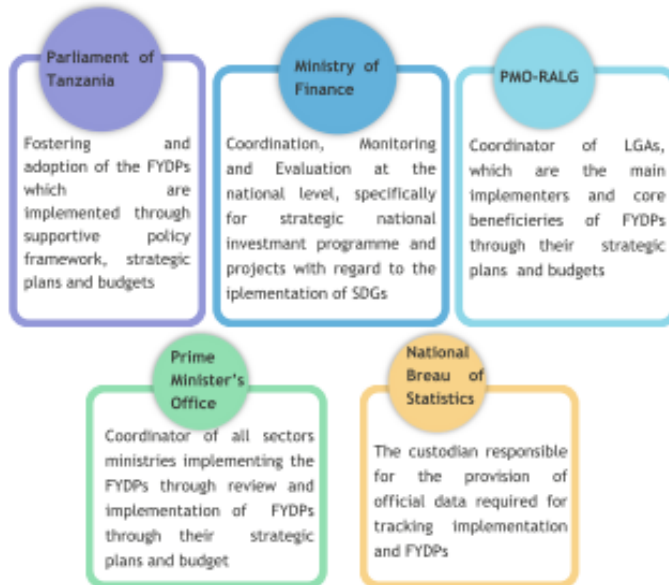 Parliament of
Tanzania
Fostering and
adoption of the FYDPs
which are
implemented through
supportive policy
framework, strategic
plans and budgets
Ministry of
Finance
Coordination, Monitoring
and Evaluation at the
national level, specifically
for strategic national
investmant programme and
projects with regard to the
iplementation of SDGs
PMO-RALG
Coordinator of LGAs,
which are the main
implementers and core
beneficieries of FYDPs
through their strategic
plans and budgets
Prime
Minister's
Office
Coordinator of all sectors
ministries implementing the
FYDPs through review and
implementation of FYDPs
through their strategic
plans and budget
National
Breau of
Statistics
The custodian responsible
for the provision of
official data required for
tracking implementation
and FYDPs